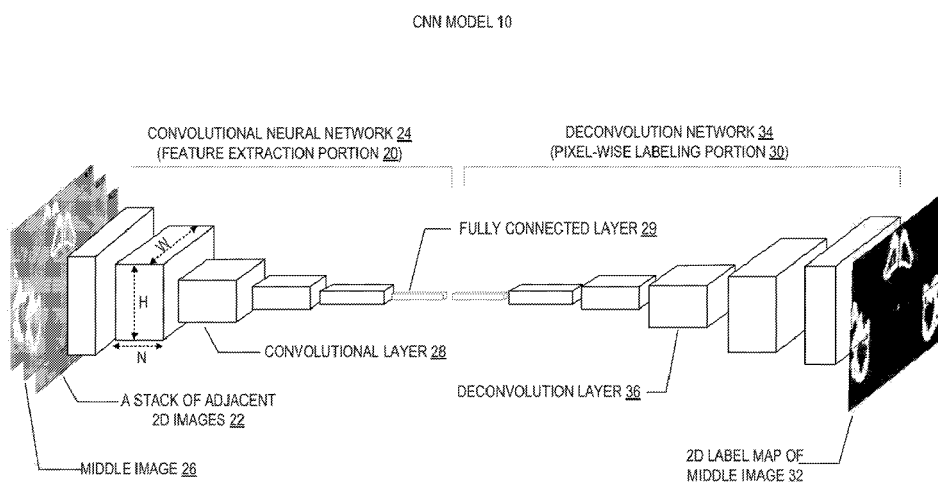 CNN MODEL 10
CONVOLUTIONAL NEURAL NETWORK 24
(FEATURE EXTRACTION PORTION 20)
DECONVOLUTION NETWORK 34
(PIXEL-WISE LABELING PORTION 30)
FULLY CONNECTED LAYER 29
W
H
N
CONVOLUTIONAL LAYER 28
DECONVOLUTION LAYER 36
A STACK OF ADJACENT
2D IMAGES 22
MIDDLE IMAGE 26
2D LABEL MAP OF
MIDDLE IMAGE 32